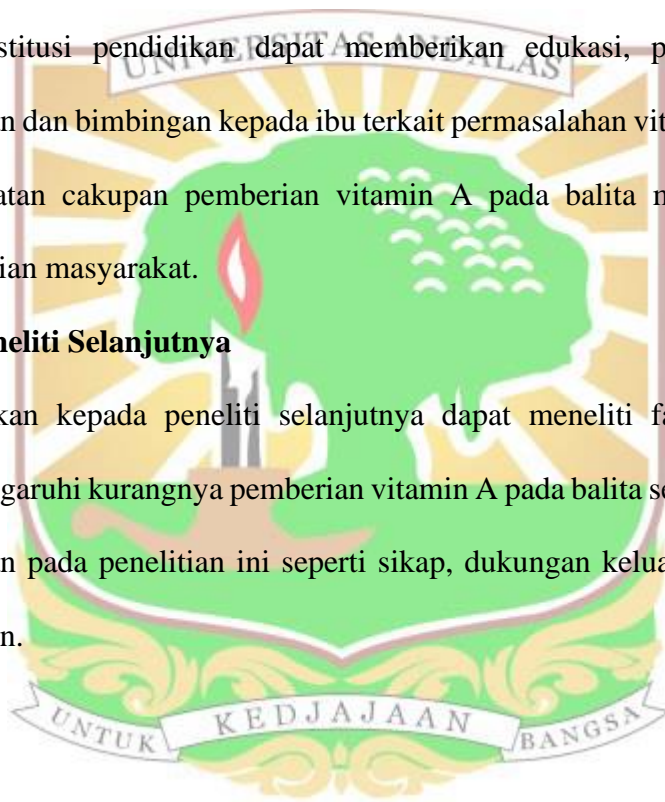 stitusi pendidikan dapat memberikan edukasi, p
UNIVERSITAS ANDALAS
n dan bimbingan kepada ibu terkait permasalahan vit
atan cakupan pemberian vitamin A pada balita m
ian masyarakat.
neliti Selanjutnya
kan kepada peneliti selanjutnya dapat meneliti fa
garuhi kurangnya pemberian vitamin A pada balita se
n pada penelitian ini seperti sikap, dukungan kelua
n.
UNTUK KEDJAJAAN BANGSA